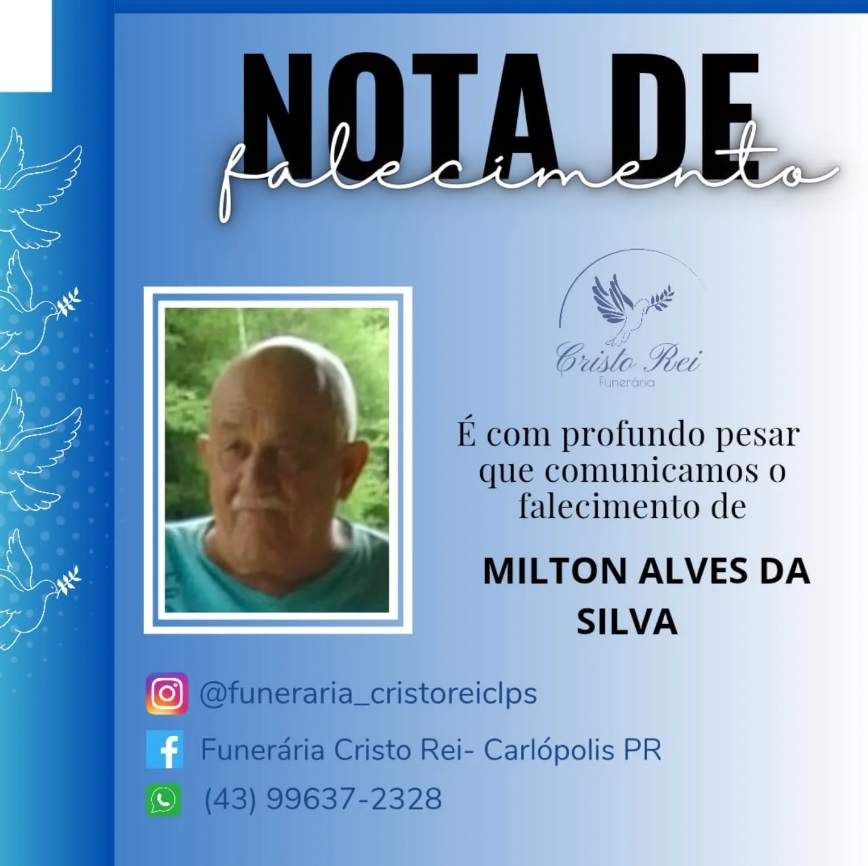 NOTA DE
falecimento
Cristo Rei
Funerária
É com profundo pesar
que comunicamos o
falecimento de
MILTON ALVES DA
SILVA
@funeraria_cristoreiclps
Funerária Cristo Rei- Carlópolis PR
(43) 99637-2328